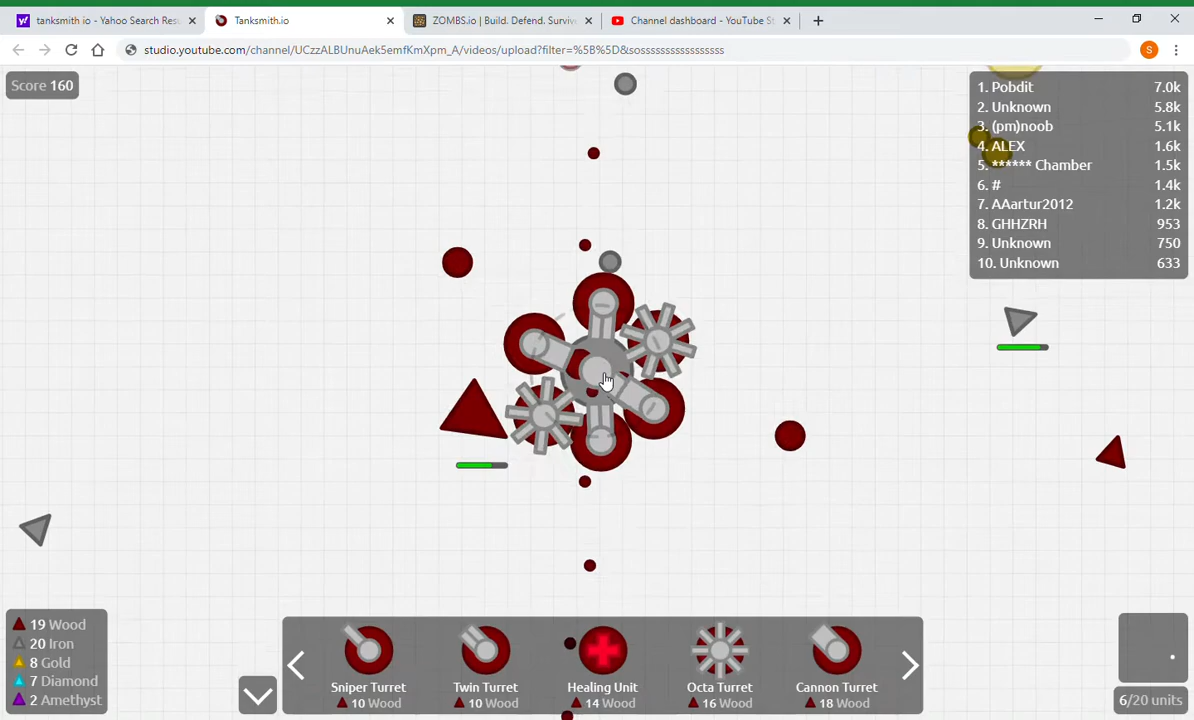 tanksmith io - Yahoo Search Res
Tanksmith.io
ZOMBS.io | Build. Defend. Surviv
Channel dashboard - YouTube St
studio.youtube.com/channel/UCzzALBUnuAek5emfKmXpm_A/videos/upload?filter=%5B%5D&sosssssssssssssssss
S
Score 160
1. Pobdit 7.0k
2. Unknown 5.8k
3. (pm)noob 5.1k
4. ALEX 1.6k
5. ****** Chamber 1.5k
6. # 1.4k
7. AAartur2012 1.2k
8. GHHZRH 953
9. Unknown 750
10. Unknown 633
19 Wood
20 Iron
8 Gold
7 Diamond
2 Amethyst
Sniper Turret
10 Wood
Twin Turret
10 Wood
Healing Unit
14 Wood
Octa Turret
16 Wood
Cannon Turret
18 Wood
6/20 units